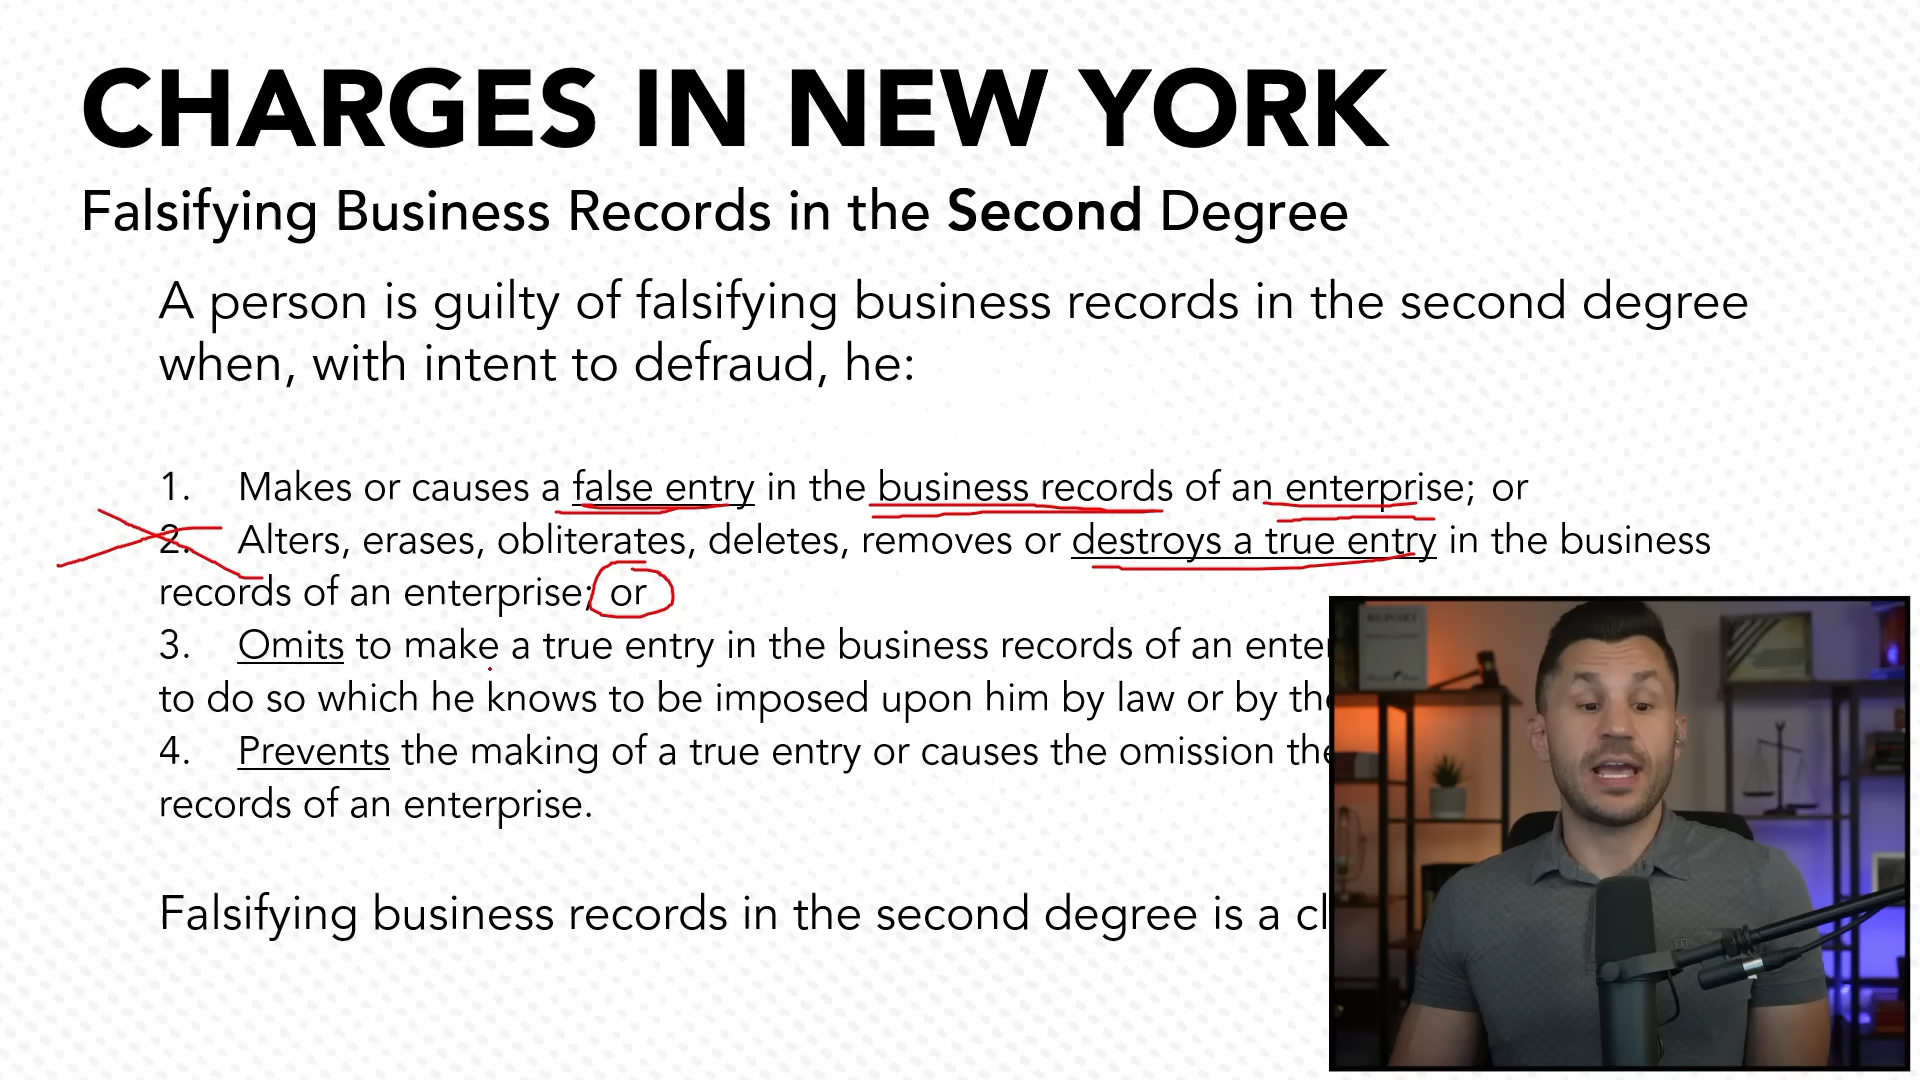 CHARGES IN NEW YORK
Falsifying Business Records in the Second Degree
A person is guilty of falsifying business records in the second degree
when, with intent to defraud, he:
1. Makes or causes a false entry in the business records of an enterprise; or
2. Alters, erases, obliterates, deletes, removes or destroys a true entry in the business
records of an enterprise; or
3. Omits to make a true entry in the business records of an enter
to do so which he knows to be imposed upon him by law or by the
4. Prevents the making of a true entry or causes the omission the
records of an enterprise.
Falsifying business records in the second degree is a cl
REPORT